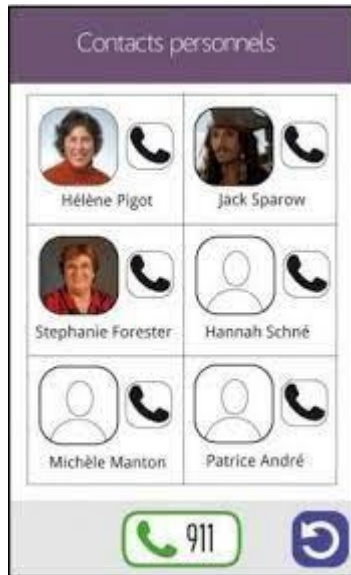 Contacts personnels
Hélène Pigot
Jack Sparow
Stephanie Forester
Hannah Schné
Michèle Manton
Patrice André
911